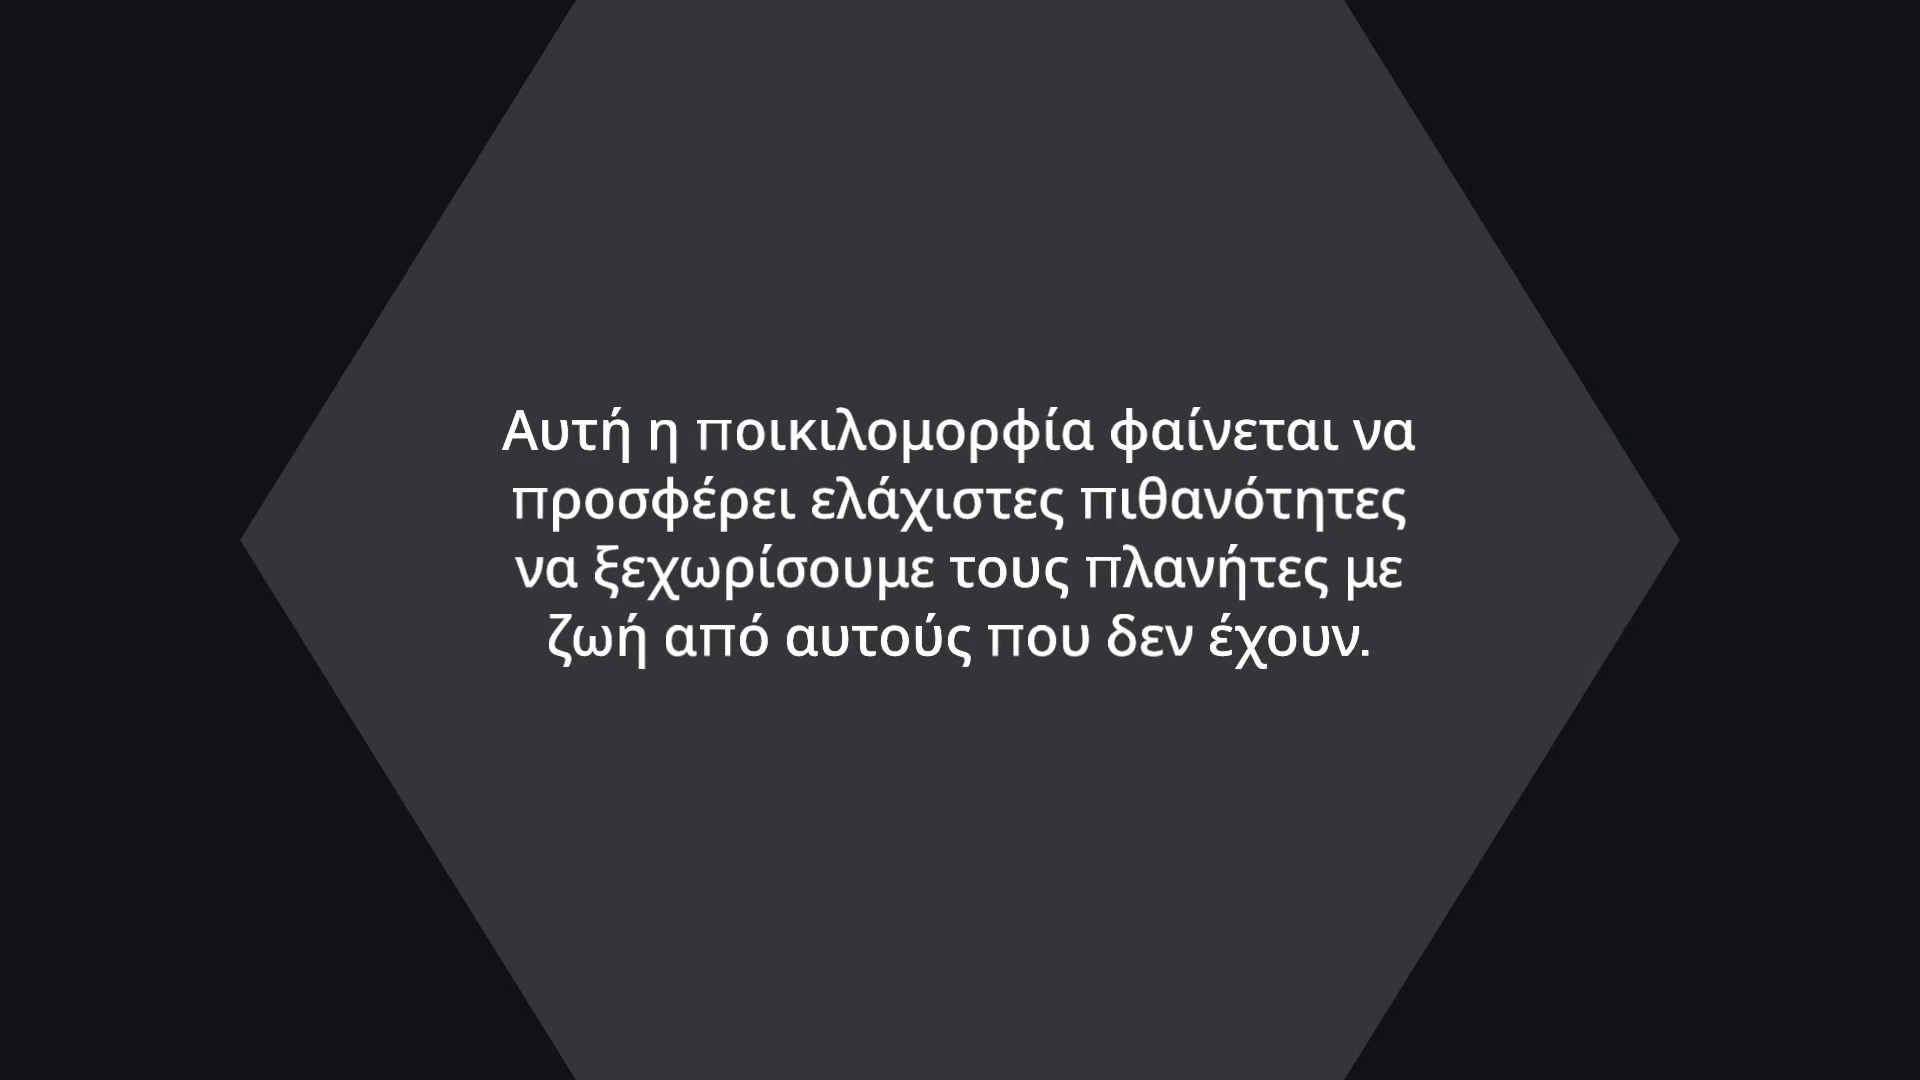 Αυτή η ποικιλομορφία φαίνεται να
προσφέρει ελάχιστες πιθανότητες
να ξεχωρίσουμε τους πλανήτες με
ζωή από αυτούς που δεν έχουν.